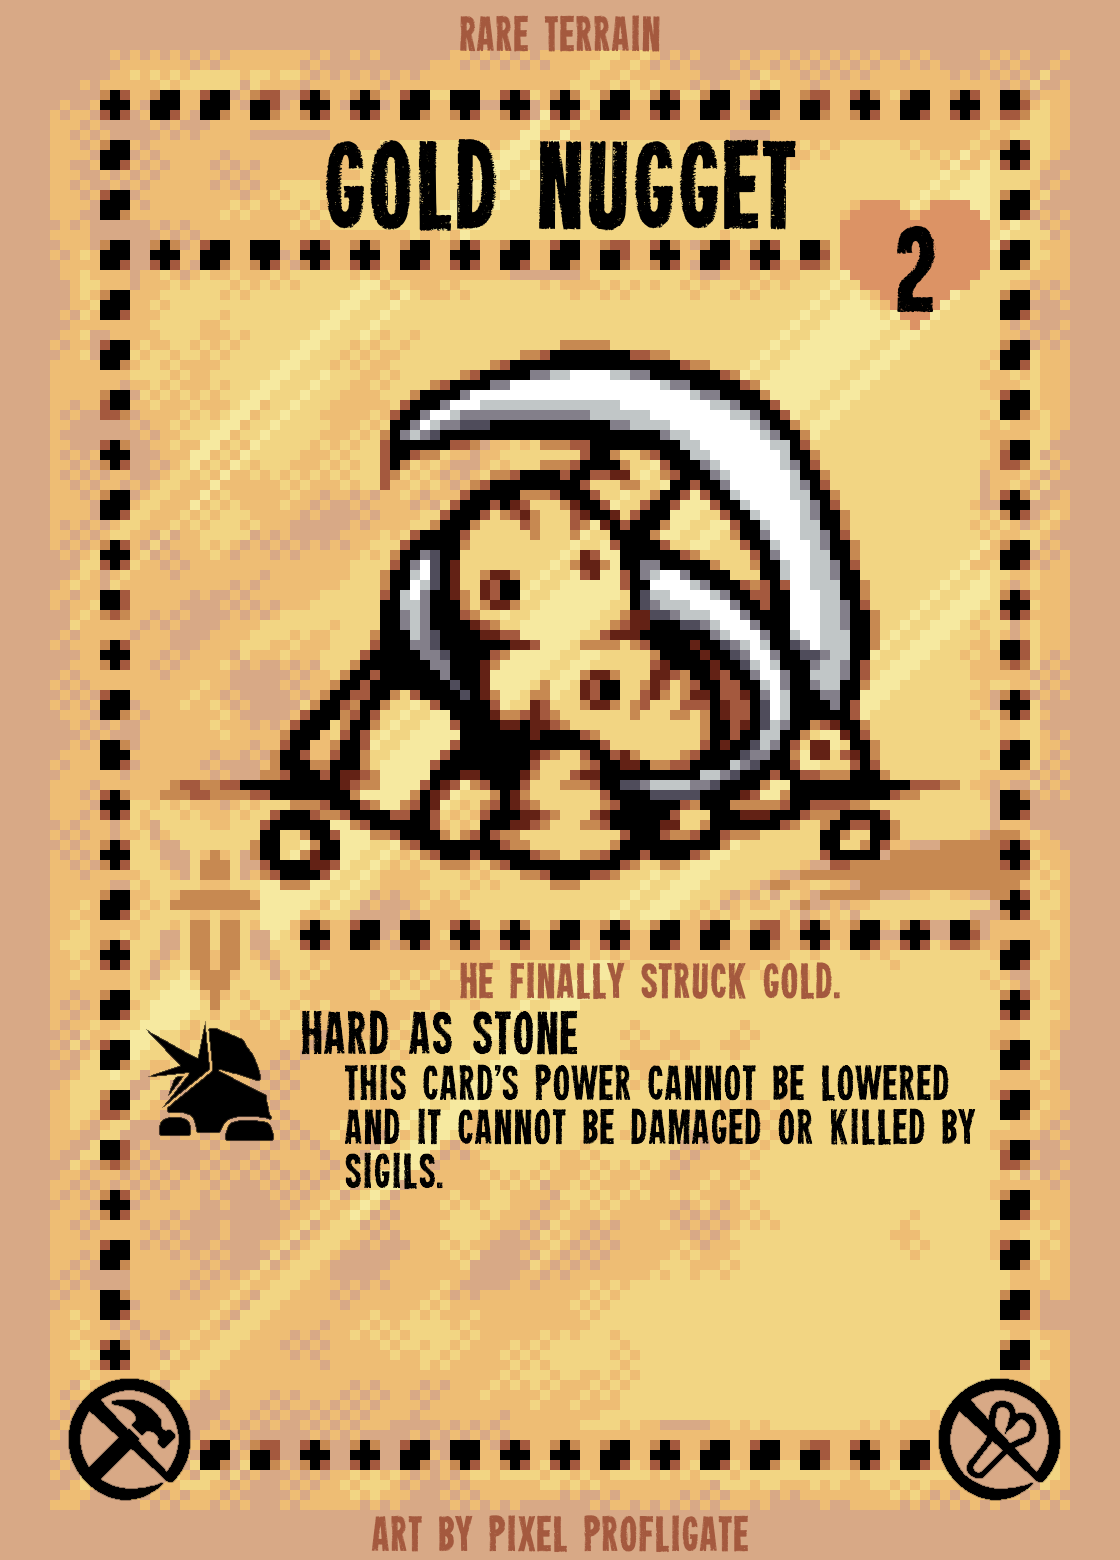 RARE TERRAIN
GOLD NUGGET
2
HE FINALLY STRUCK GOLD.
HARD AS STONE
THIS CARD'S POWER CANNOT BE LOWERED
AND IT CANNOT BE DAMAGED OR KILLED BY
SIGILS.
ART BY PIXEL PROFLIGATE